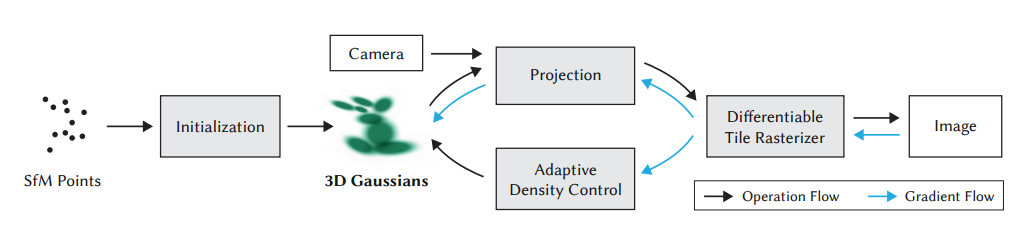 Camera
Projection
Initialization
Differentiable
Tile Rasterizer
Image
SfM Points
3D Gaussians
Adaptive
Density Control
Operation Flow
Gradient Flow